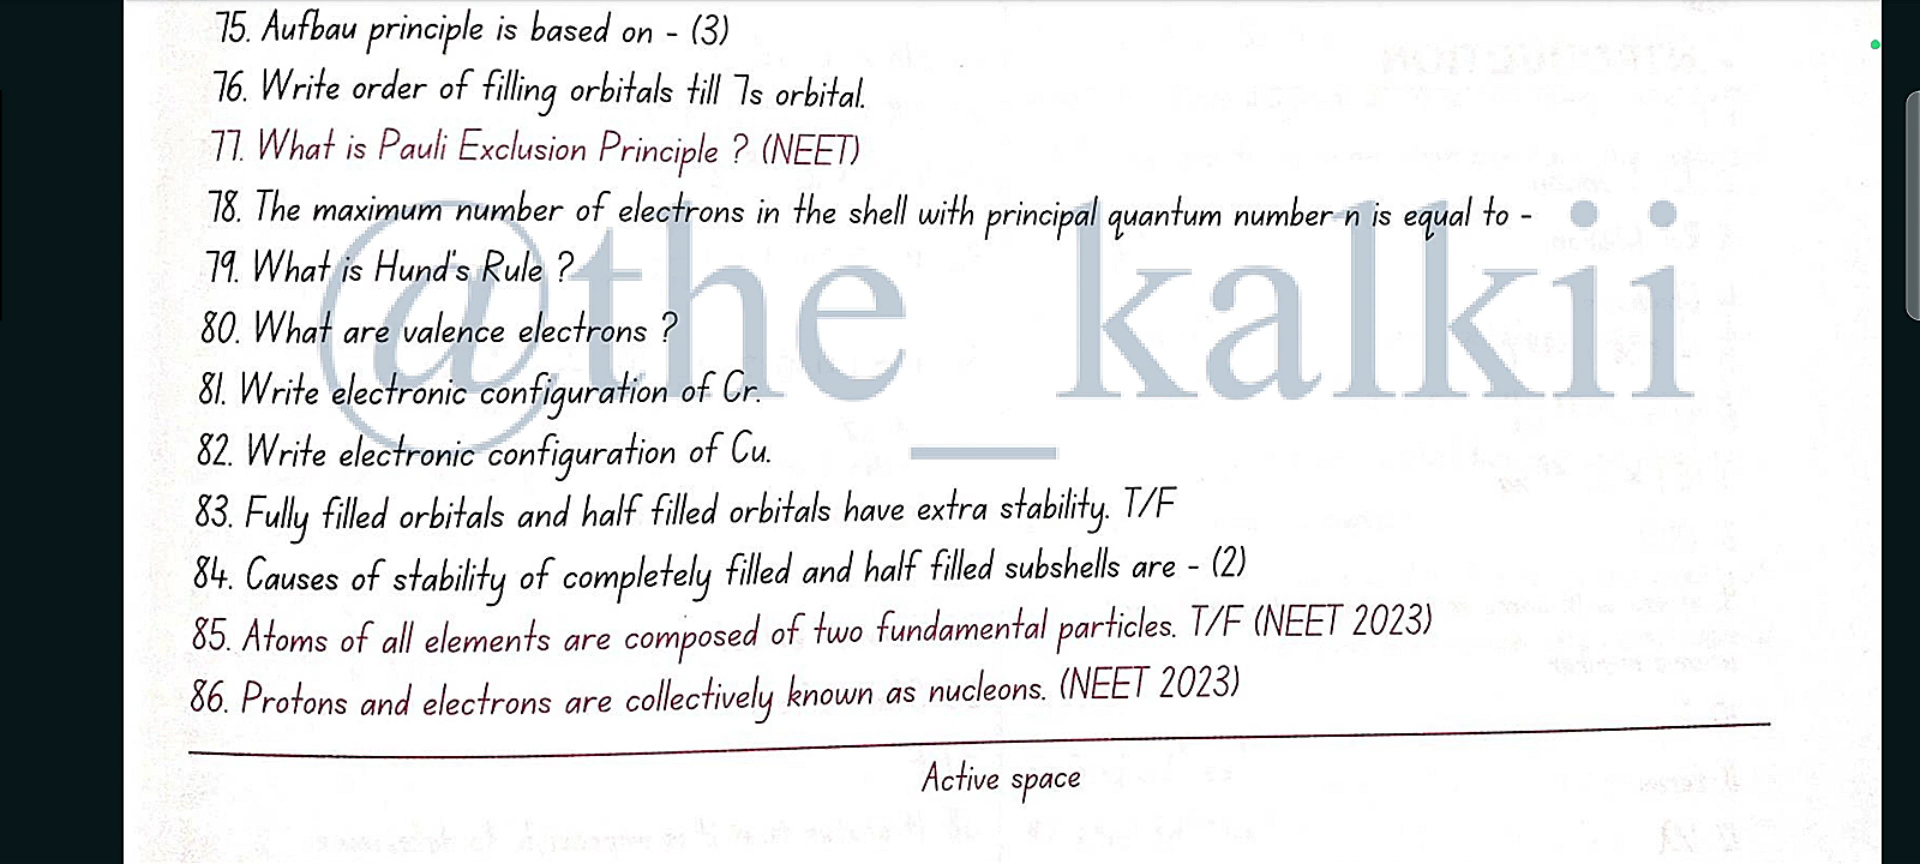 75. Aufbau principle is based on - (3)
76. Write order of filling orbitals till 7s orbital.
77. What is Pauli Exclusion Principle ? (NEET)
78. The maximum number of electrons in the shell with principal quantum number n is equal to -
79. What is Hund's Rule ?
@the_kalkii
80. What are valence electrons ?
81. Write electronic configuration of Cr.
82. Write electronic configuration of Cu.
83. Fully filled orbitals and half filled orbitals have extra stability. T/F
84. Causes of stability of completely filled and half filled subshells are - (2)
85. Atoms of all elements are composed of two fundamental particles. T/F (NEET 2023)
86. Protons and electrons are collectively known as nucleons. (NEET 2023)
Active space